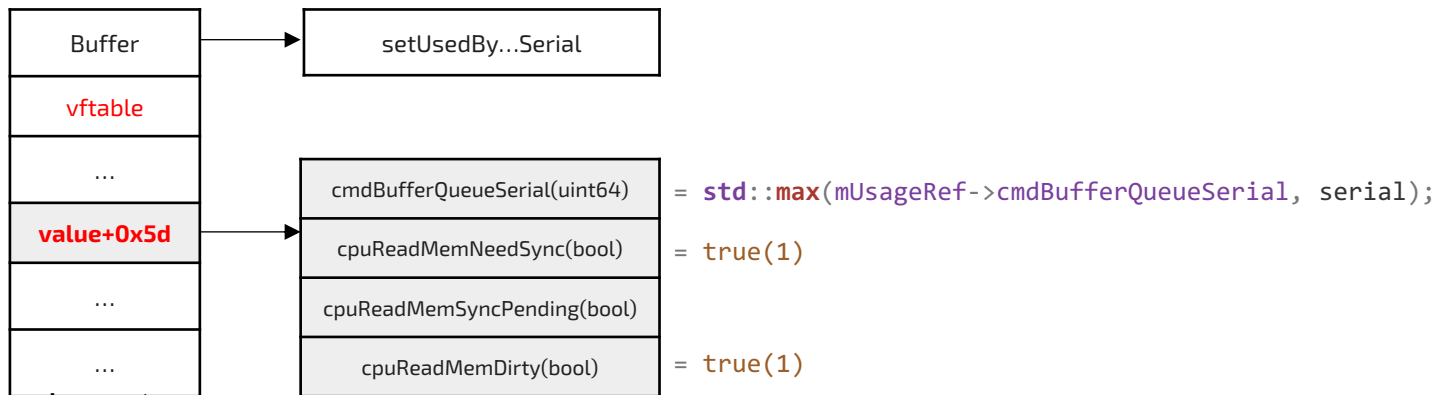 Buffer
setUsedBy…Serial
vftable
…
cmdBufferQueueSerial(uint64) = std::max(mUsageRef->cmdBufferQueueSerial, serial);
value+0x5d
cpuReadMemNeedSync(bool) = true(1)
…
cpuReadMemSyncPending(bool)
…
cpuReadMemDirty(bool) = true(1)